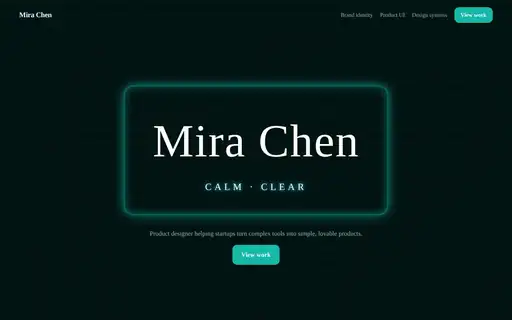 Mira Chen
Brand identity Product UI Design systems View work
Mira Chen
CALM · CLEAR
Product designer helping startups turn complex tools into simple, lovable products.
View work